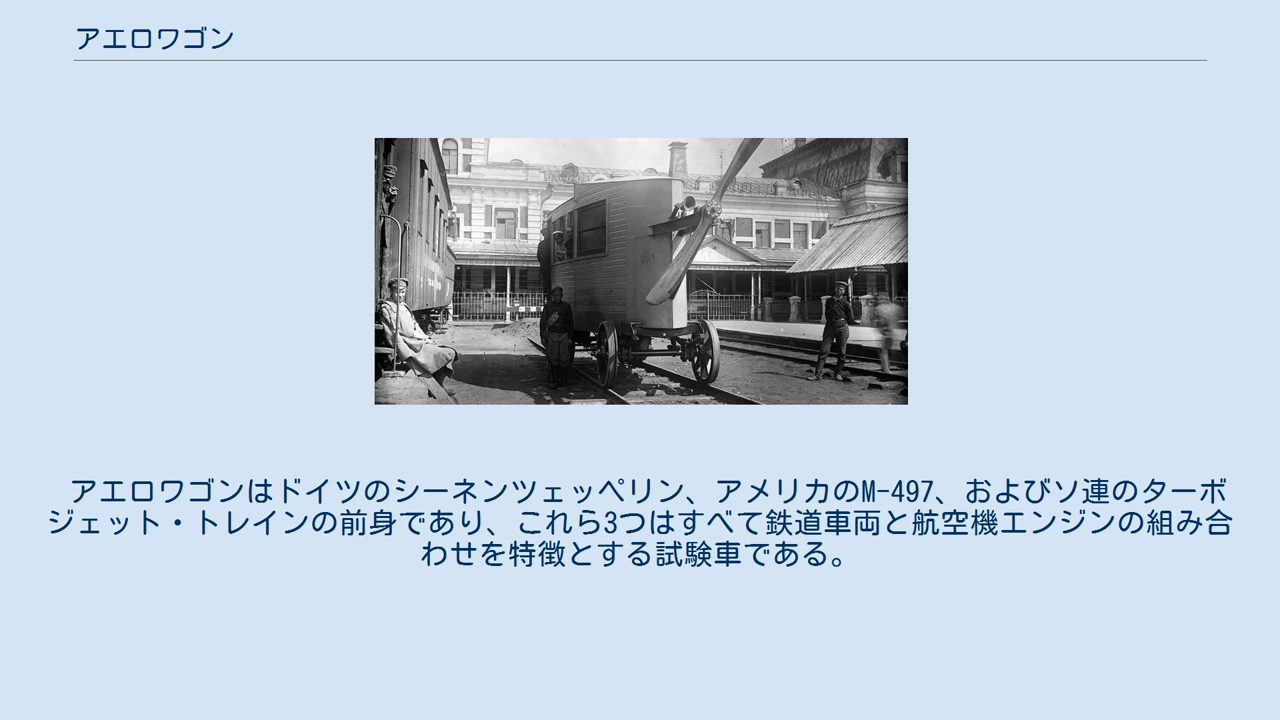 アエロワゴン
アエロワゴンはドイツのシーネンツェッペリン、アメリカのM-497、およびソ連のターボ
ジェット・トレインの前身であり、これら3つはすべて鉄道車両と航空機エンジンの組み合
わせを特徴とする試験車である。